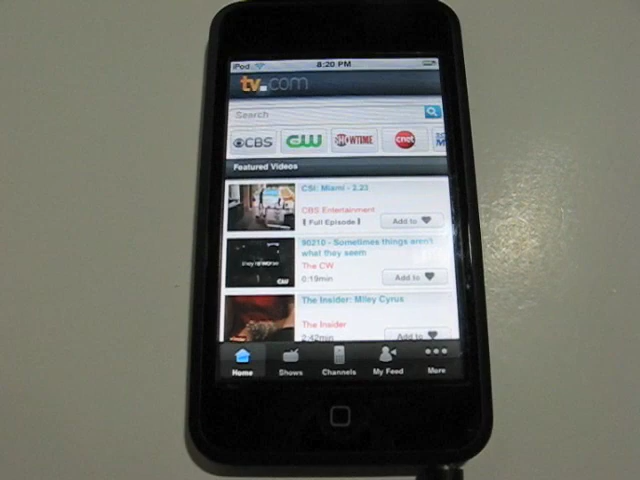 iPod 8:20 PM
tv.com
Search
CBS CW SHOWTIME cnet
Featured Videos
CSI: Miami - 2.23
CBS Entertainment
[ Full Episode ] Add to
90210 - Sometimes things aren't
what they seem
The CW
0:19min Add to
CW
The Insider: Miley Cyrus
The Insider
2:42min Add to
Home Shows Channels My Feed More